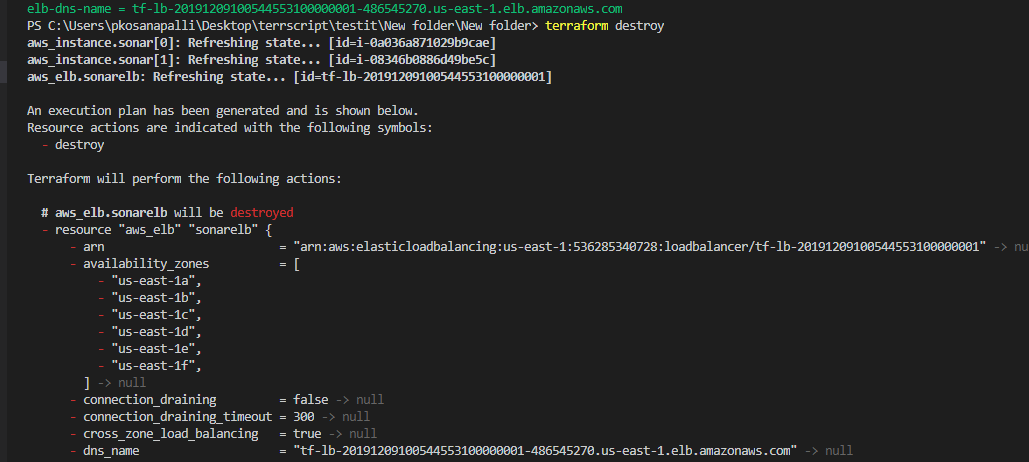 elb-dns-name = tf-lb-20191209100544553100000001-486545270.us-east-1.elb.amazonaws.com
PS C:\Users\pkosanapalli\Desktop\terrscript\testit\New folder\New folder> terraform destroy
aws_instance.sonar[0]: Refreshing state... [id=i-0a036a871029b9cae]
aws_instance.sonar[1]: Refreshing state... [id=i-08346b0886d49be5c]
aws_elb.sonarelb: Refreshing state... [id=tf-lb-20191209100544553100000001]
An execution plan has been generated and is shown below.
Resource actions are indicated with the following symbols:
- destroy
Terraform will perform the following actions:
# aws_elb.sonarelb will be destroyed
- resource "aws_elb" "sonarelb" {
- arn = "arn:aws:elasticloadbalancing:us-east-1:536285340728:loadbalancer/tf-lb-20191209100544553100000001" -> nu
- availability_zones = [
- "us-east-1a",
- "us-east-1b",
- "us-east-1c",
- "us-east-1d",
- "us-east-1e",
- "us-east-1f",
] -> null
- connection_draining = false -> null
- connection_draining_timeout = 300 -> null
- cross_zone_load_balancing = true -> null
- dns_name = "tf-lb-20191209100544553100000001-486545270.us-east-1.elb.amazonaws.com" -> null